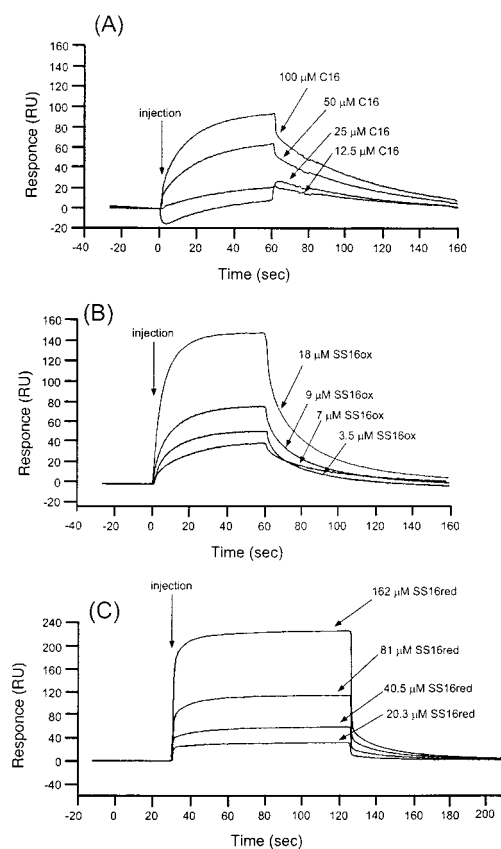 (A)
160
140
120
100
80
60
40
20
0
-20
Responce (RU)
injection
100 µM C16
50 µM C16
25 µM C16
12.5 µM C16
-40 -20 0 20 40 60 80 100 120 140 160
Time (sec)
(B)
160
140
120
100
80
60
40
20
0
-20
Responce (RU)
injection
18 µM SS16ox
9 µM SS16ox
7 µM SS16ox
3.5 µM SS16ox
-40 -20 0 20 40 60 80 100 120 140 160
Time (sec)
(C)
240
200
160
120
80
40
0
-40
Responce (RU)
injection
162 µM SS16red
81 µM SS16red
40.5 µM SS16red
20.3 µM SS16red
-20 0 20 40 60 80 100 120 140 160 180 200
Time (sec)